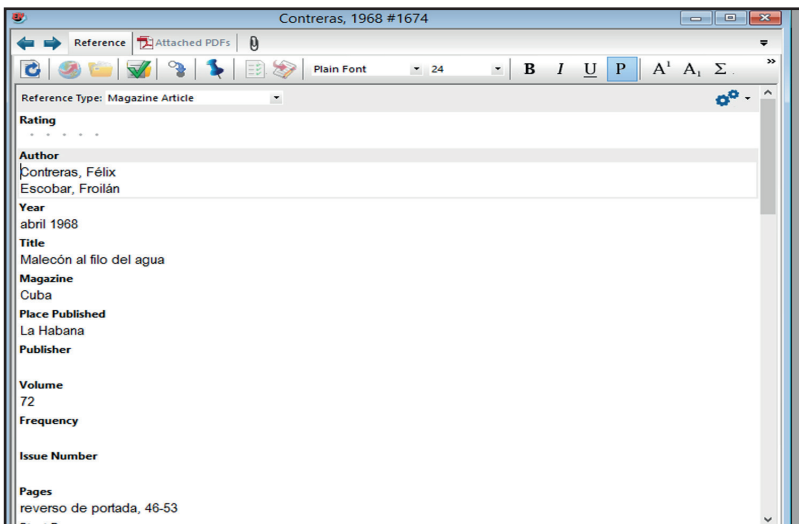 Contreras, 1968 #1674
Reference Attached PDFs
Plain Font 24 B I U P A¹ A₁ Σ
Reference Type: Magazine Article
Rating
Author
Contreras, Félix
Escobar, Froilán
Year
abril 1968
Title
Malecón al filo del agua
Magazine
Cuba
Place Published
La Habana
Publisher
Volume
72
Frequency
Issue Number
Pages
reverso de portada, 46-53